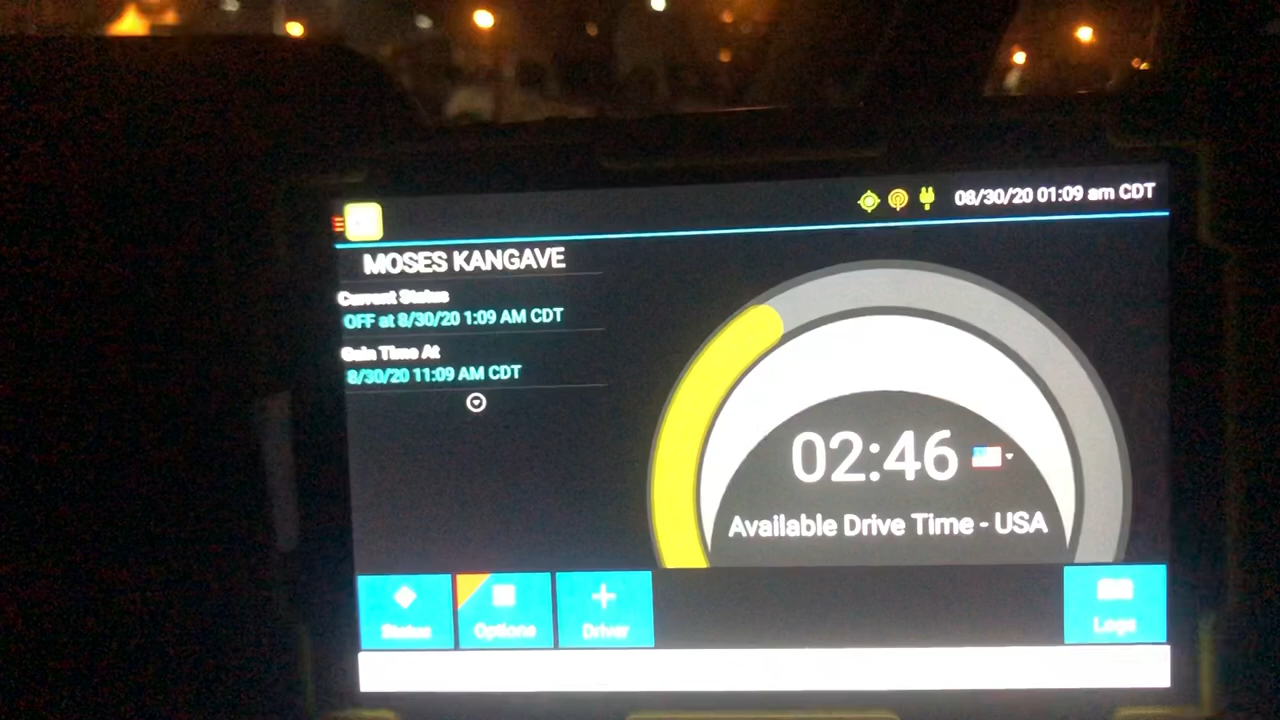 08/30/20 01:09 am CDT
MOSES KANGAVE
Current Status
OFF at 8/30/20 1:09 AM CDT
Gain Time At
8/30/20 11:09 AM CDT
02:46
Available Drive Time - USA
Status
Options
Driver
Logs